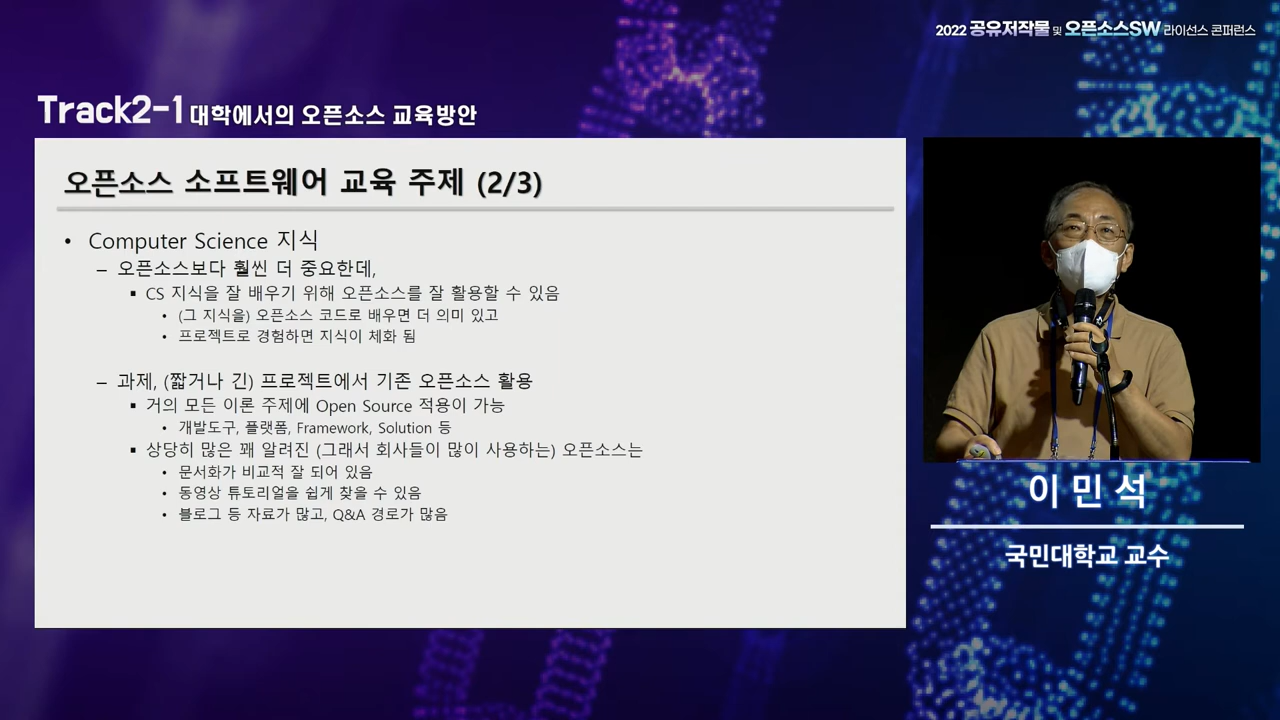 2022 공유저작물 및 오픈소스SW 라이선스 콘퍼런스
Track2-1 대학에서의 오픈소스 교육방안
오픈소스 소프트웨어 교육 주제 (2/3)
• Computer Science 지식
– 오픈소스보다 훨씬 더 중요한데,
▪ CS 지식을 잘 배우기 위해 오픈소스를 잘 활용할 수 있음
• (그 지식을) 오픈소스 코드로 배우면 더 의미 있고
• 프로젝트로 경험하면 지식이 체화 됨
– 과제, (짧거나 긴) 프로젝트에서 기존 오픈소스 활용
▪ 거의 모든 이론 주제에 Open Source 적용이 가능
• 개발도구, 플랫폼, Framework, Solution 등
▪ 상당히 많은 꽤 알려진 (그래서 회사들이 많이 사용하는) 오픈소스는
• 문서화가 비교적 잘 되어 있음
• 동영상 튜토리얼을 쉽게 찾을 수 있음
• 블로그 등 자료가 많고, Q&A 경로가 많음
이 민 석
국민대학교 교수